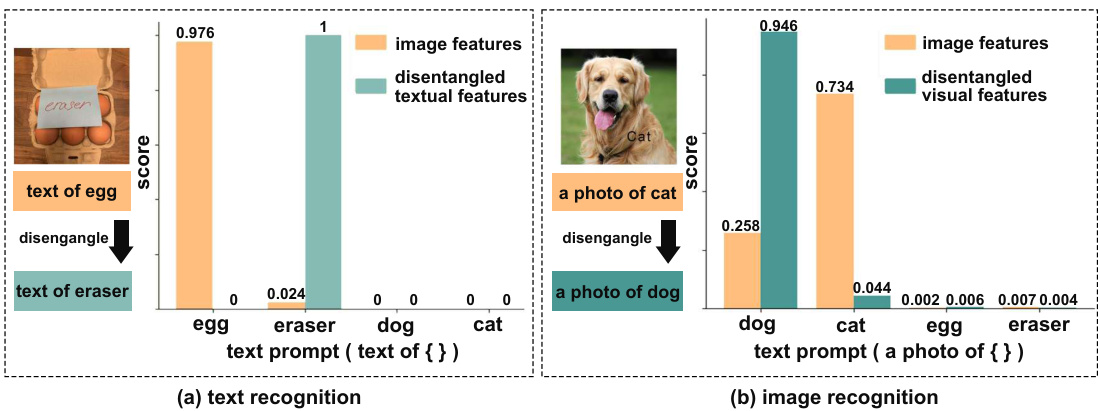 0.976
1
image features
disentangled
textual features
eraser
score
text of egg
disengangle
text of eraser
0
0.024
0
0
0
0
egg
eraser
dog
cat
text prompt ( text of { } )
(a) text recognition
0.946
image features
disentangled
visual features
0.734
Cat
score
a photo of cat
disengangle
a photo of dog
0.258
0.044
0.002
0.006
0.007
0.004
dog
cat
egg
eraser
text prompt ( a photo of { } )
(b) image recognition